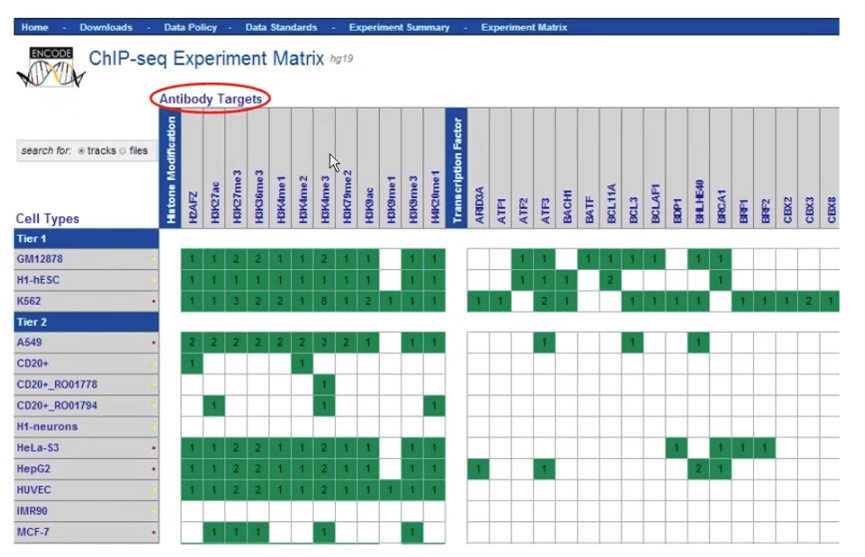 Home - Downloads - Data Policy - Data Standards - Experiment Summary - Experiment Matrix
ENCODE
ChIP-seq Experiment Matrix hg19
Antibody Targets
search for: tracks files
Histone Modification H2AFZ H3K27ac H3K27me3 H3K36me3 H3K4me1 H3K4me2 H3K4me3 H3K79me2 H3K9ac H3K9me1 H3K9me3 H4K20me1 Transcription Factor ARID3A ATF1 ATF2 ATF3 BACH1 BATF BCL11A BCL3 BCLAF1 BDP1 BHLHE40 BRCA1 BRF1 BRF2 CBX2 CBX3 CBX8
Cell Types
Tier 1
GM12878 1 1 2 2 1 1 2 1 1 1 1 1 1 1 1 1 1 1 1
H1-hESC 1 1 1 1 1 1 1 1 1 1 1 1 1 1 2 1
K562 1 1 3 2 2 1 8 1 2 1 1 1 1 1 2 1 1 1 1 1 1 1 1 1 2 1
Tier 2
A549 2 2 2 2 2 2 3 2 1 1 1 1 1 1
CD20+ 1 1
CD20+_RO01778 1
CD20+_RO01794 1 1 1
H1-neurons
HeLa-S3 1 1 2 2 1 1 2 1 1 1 1 1 1 1 1
HepG2 1 1 2 1 1 1 2 1 1 1 1 1 1 2 1
HUVEC 1 1 2 2 1 1 2 1 1 1 1 1
IMR90
MCF-7 1 1 1 1 1